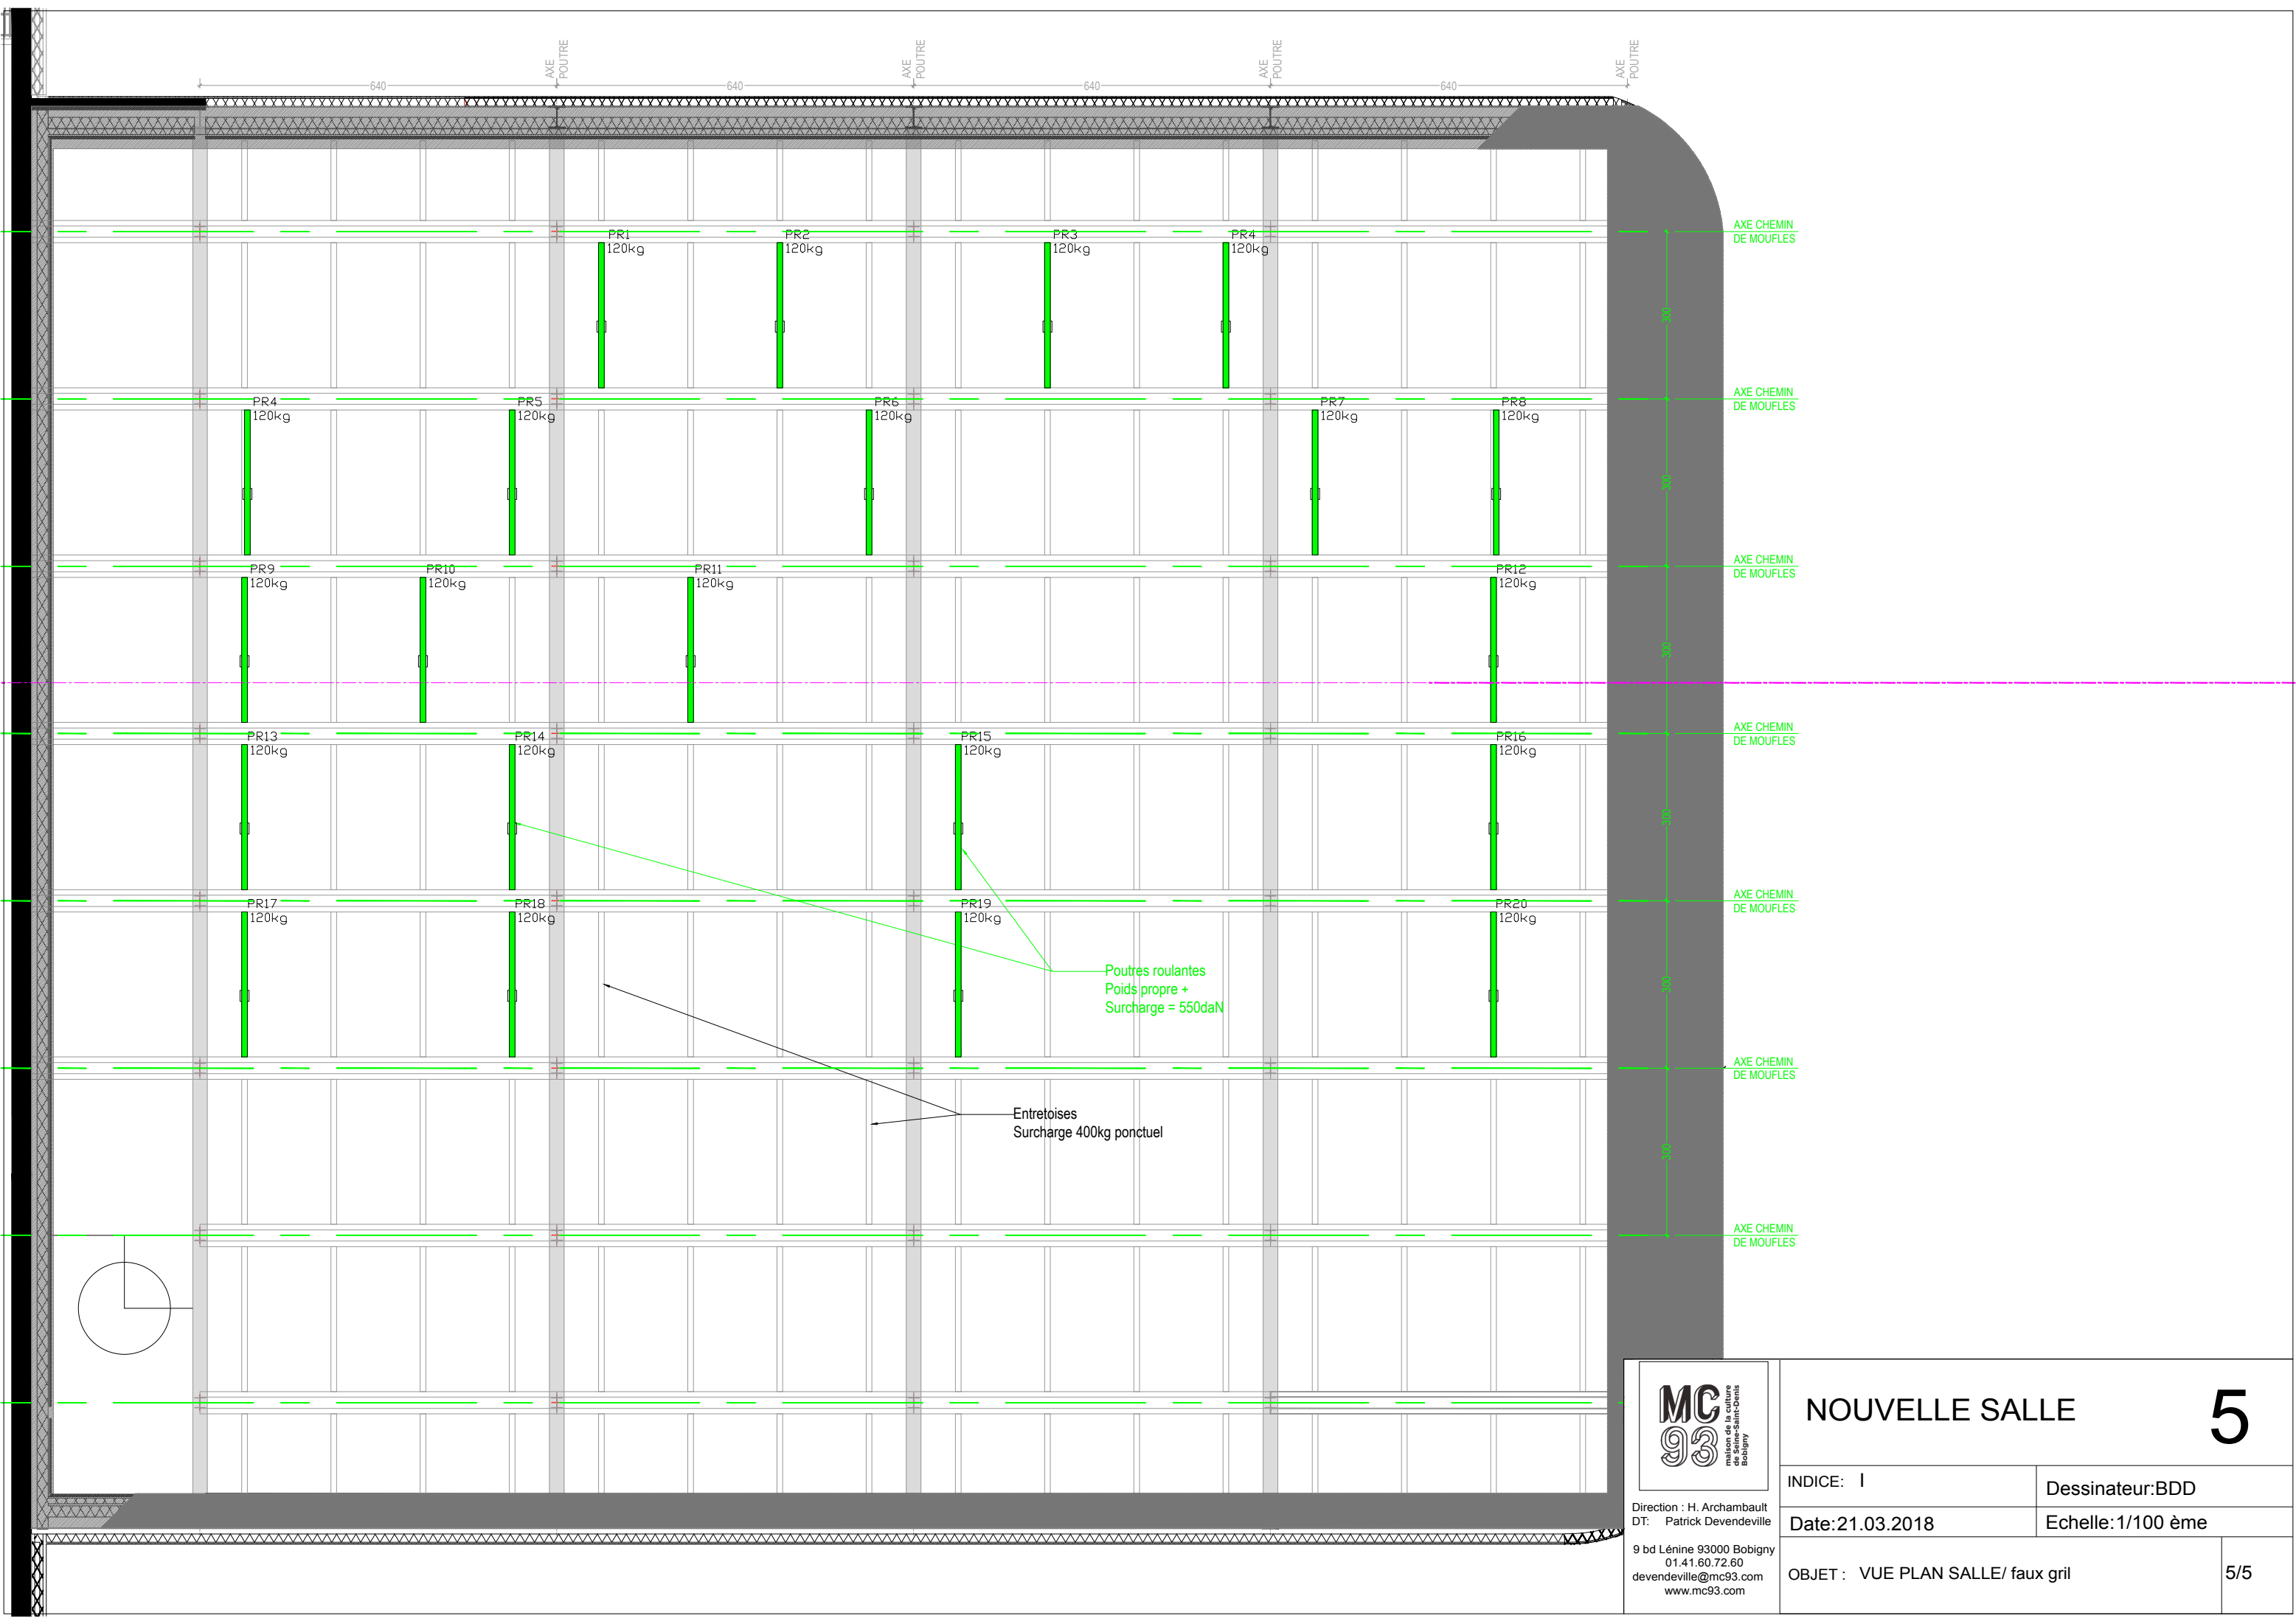 AXE
POUTRE
AXE
POUTRE
AXE
POUTRE
AXE
POUTRE
640
640
640
640
AXE CHEMIN
DE MOUFLES
PR1
120kg
PR2
120kg
PR3
120kg
PR4
120kg
300
AXE CHEMIN
DE MOUFLES
PR4
120kg
PR5
120kg
PR6
120kg
PR7
120kg
PR8
120kg
300
AXE CHEMIN
DE MOUFLES
PR9
120kg
PR10
120kg
PR11
120kg
PR12
120kg
300
AXE CHEMIN
DE MOUFLES
PR13
120kg
PR14
120kg
PR15
120kg
PR16
120kg
300
AXE CHEMIN
DE MOUFLES
PR17
120kg
PR18
120kg
PR19
120kg
PR20
120kg
300
Poutres roulantes
Poids propre +
Surcharge = 550daN
AXE CHEMIN
DE MOUFLES
Entretoises
Surcharge 400kg ponctuel
300
AXE CHEMIN
DE MOUFLES
MC
93
maison de la culture
de Seine-Saint-Denis
Bobigny
Direction : H. Archambault
DT: Patrick Devendeville
9 bd Lénine 93000 Bobigny
01.41.60.72.60
devendeville@mc93.com
www.mc93.com
NOUVELLE SALLE
5
INDICE: I
Dessinateur:BDD
Date:21.03.2018
Echelle:1/100 ème
OBJET : VUE PLAN SALLE/ faux gril
5/5